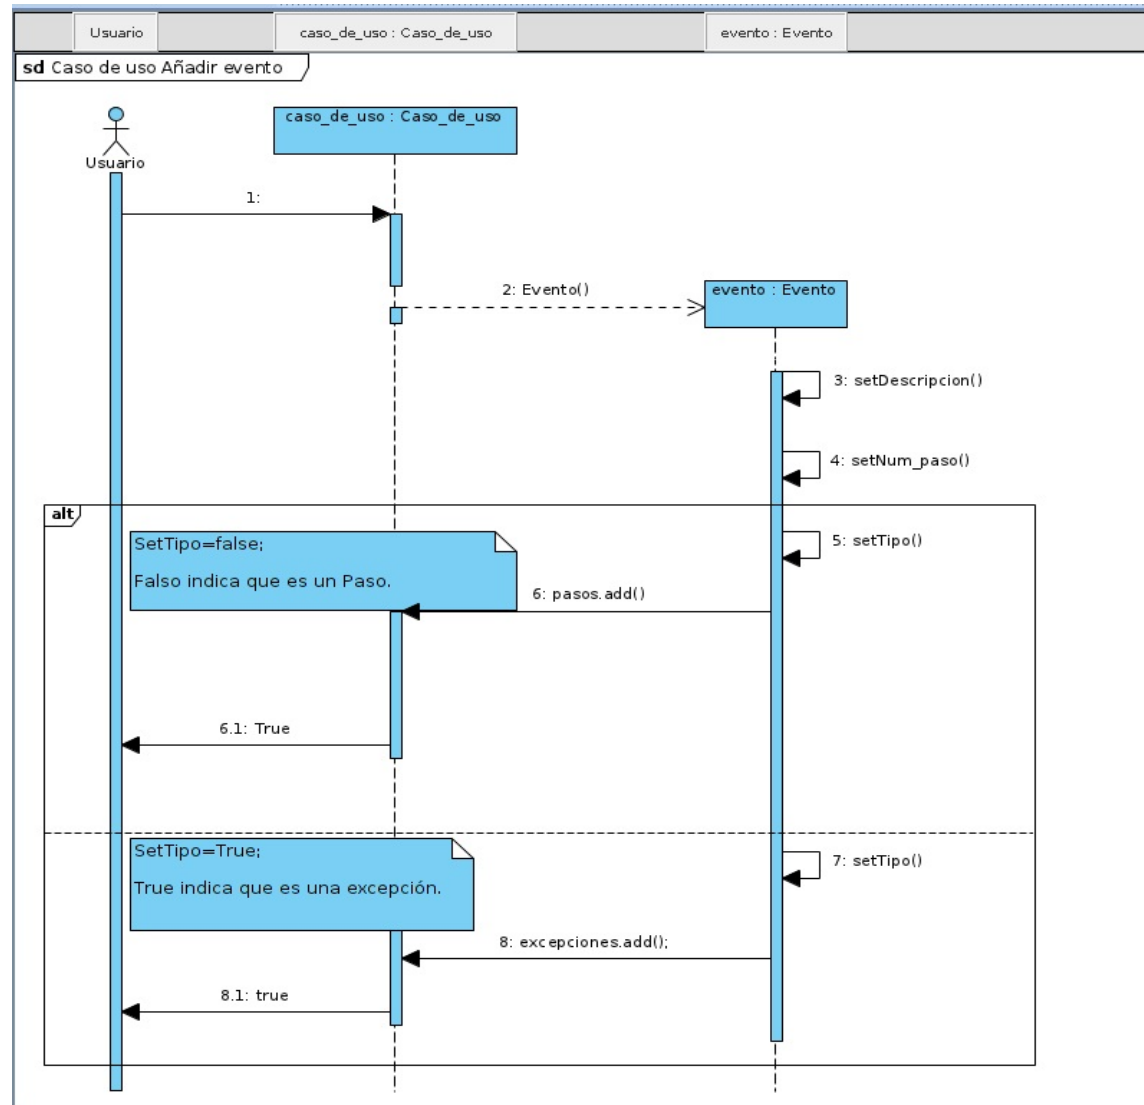 Usuario
caso_de_uso : Caso_de_uso
evento : Evento
sd Caso de uso Añadir evento
caso_de_uso : Caso_de_uso
Usuario
1:
2: Evento()
evento : Evento
3: setDescripcion()
4: setNum_paso()
alt
SetTipo=false;
5: setTipo()
Falso indica que es un Paso.
6: pasos.add()
6.1: True
SetTipo=True;
7: setTipo()
True indica que es una excepción.
8: excepciones.add();
8.1: true